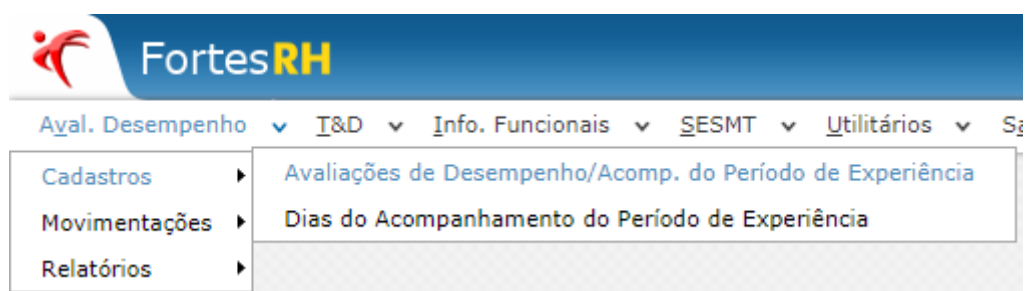 FortesRH
Aval. Desempenho T&D Info. Funcionais SESMT Utilitários Sa
Cadastros Avaliações de Desempenho/Acomp. do Período de Experiência
Movimentações Dias do Acompanhamento do Período de Experiência
Relatórios